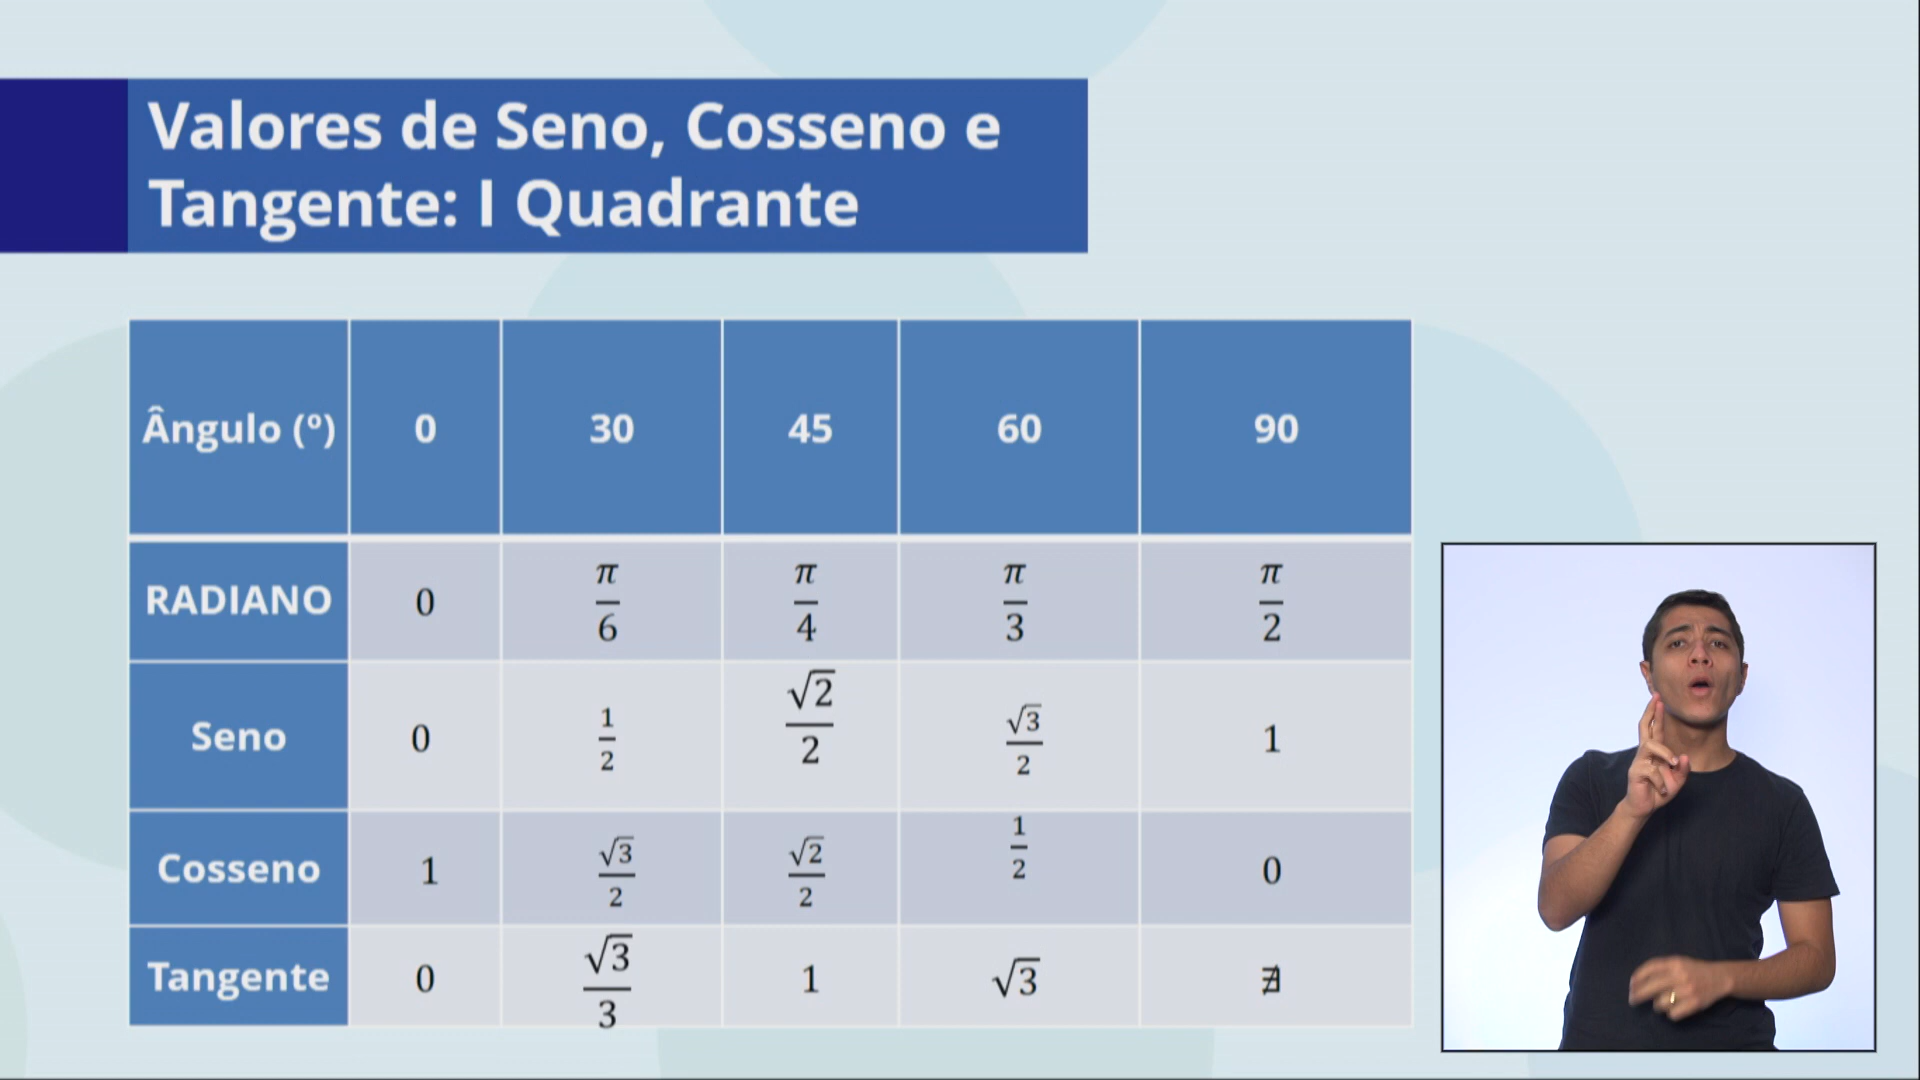 Valores de Seno, Cosseno e
Tangente: I Quadrante
Ângulo (º) 0 30 45 60 90
RADIANO 0 π/6 π/4 π/3 π/2
Seno 0 1/2 √2/2 √3/2 1
Cosseno 1 √3/2 √2/2 1/2 0
Tangente 0 √3/3 1 √3 ∄